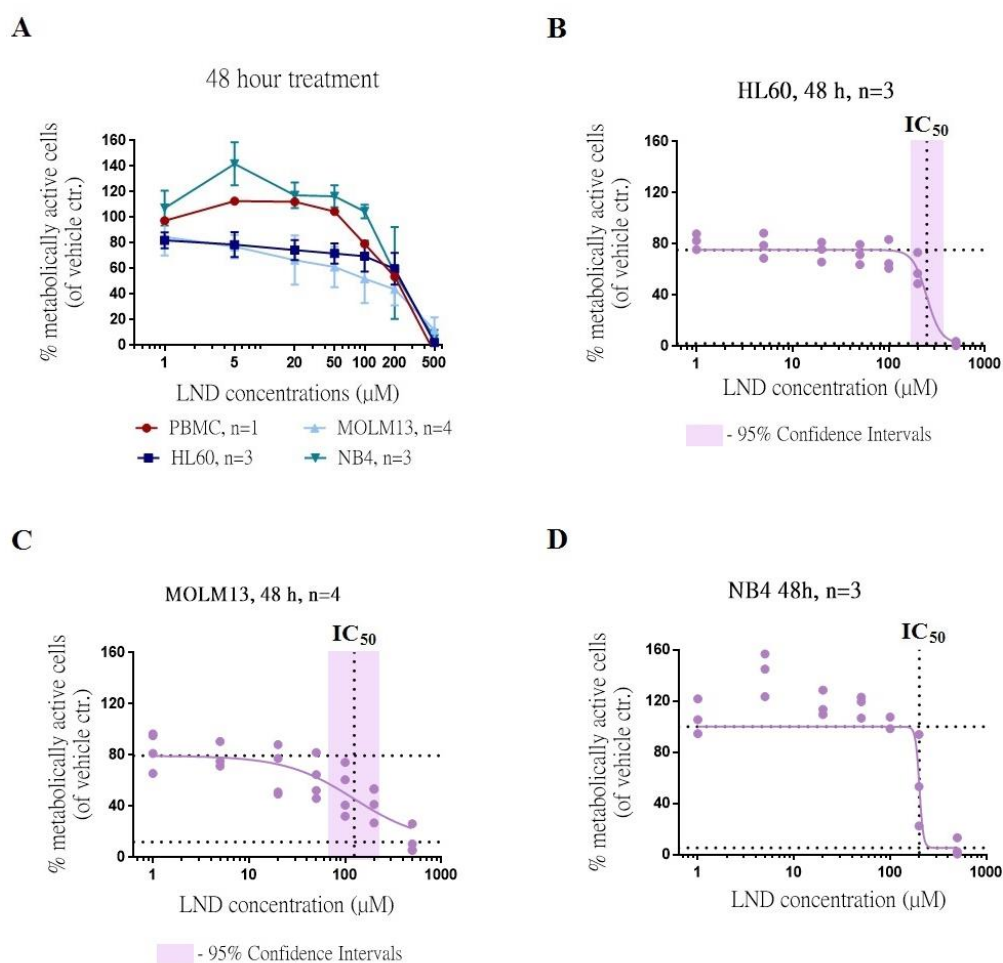 A
48 hour treatment
% metabolically active cells
(of vehicle ctr.)
160
140
120
100
80
60
40
20
0
1 5 20 50 100 200 500
LND concentrations (µM)
PBMC, n=1 MOLM13, n=4
HL60, n=3 NB4, n=3
B
HL60, 48 h, n=3
IC50
% metabolically active cells
(of vehicle ctr.)
160
120
80
40
0
1 10 100 1000
LND concentration (µM)
- 95% Confidence Intervals
C
MOLM13, 48 h, n=4
IC50
% metabolically active cells
(of vehicle ctr.)
160
120
80
40
0
1 10 100 1000
LND concentration (µM)
- 95% Confidence Intervals
D
NB4 48h, n=3
IC50
% metabolically active cells
(of vehicle ctr.)
160
120
80
40
0
1 10 100 1000
LND concentration (µM)